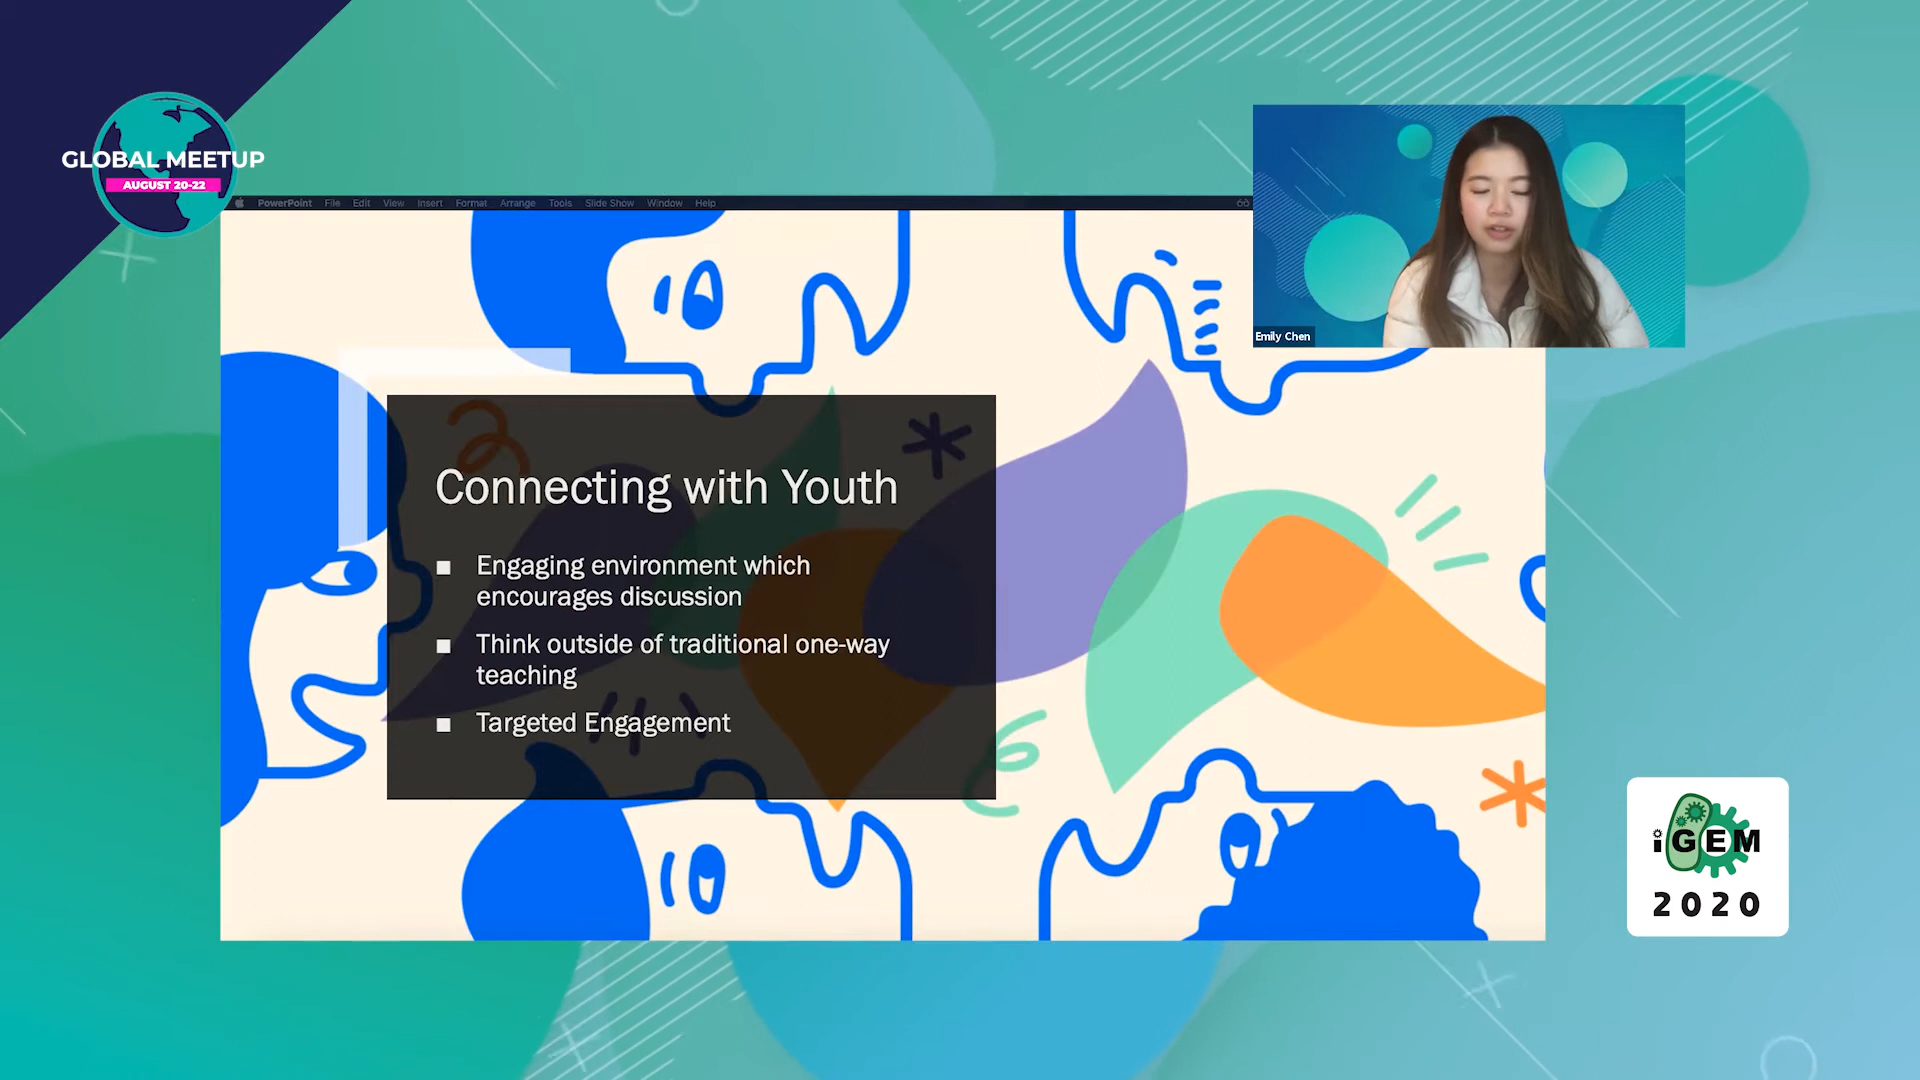 GLOBAL MEETUP
AUGUST 20-22
PowerPoint File Edit View Insert Format Arrange Tools Slide Show Window Help
Emily Chen
Connecting with Youth
■ Engaging environment which
encourages discussion
■ Think outside of traditional one-way
teaching
■ Targeted Engagement
iGEM
2020